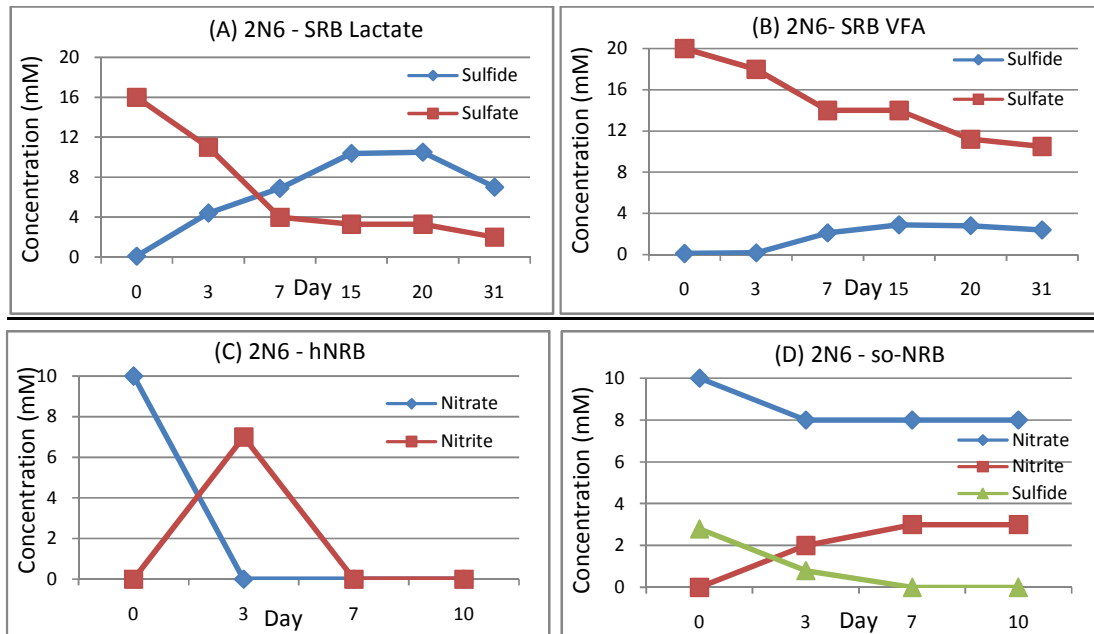 (A) 2N6 - SRB Lactate
Concentration (mM)
20
16
12
8
4
0
Sulfide
Sulfate
0 3 7 15 20 31
Day
(B) 2N6- SRB VFA
Concentration (mM)
20
16
12
8
4
0
Sulfide
Sulfate
0 3 7 15 20 31
Day
(C) 2N6 - hNRB
Concentration (mM)
10
8
6
4
2
0
Nitrate
Nitrite
0 3 7 10
Day
(D) 2N6 - so-NRB
Concentration (mM)
10
8
6
4
2
0
Nitrate
Nitrite
Sulfide
0 3 7 10
Day